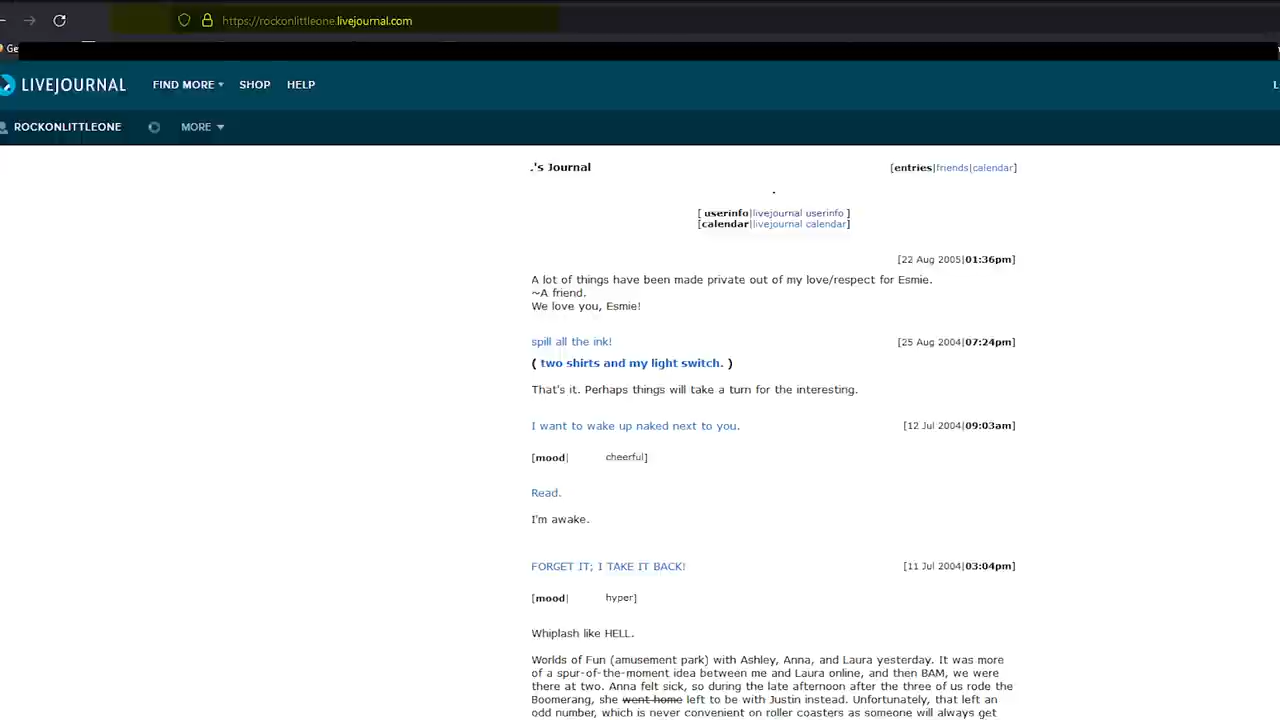 Ge
https://rockonlittleone.livejournal.com
LIVEJOURNAL FIND MORE SHOP HELP
L
ROCKONLITTLEONE MORE
.'s Journal [entries|friends|calendar]
.
[ userinfo|livejournal userinfo ]
[calendar|livejournal calendar]
[22 Aug 2005|01:36pm]
A lot of things have been made private out of my love/respect for Esmie.
~A friend.
We love you, Esmie!
spill all the ink! [25 Aug 2004|07:24pm]
( two shirts and my light switch. )
That's it. Perhaps things will take a turn for the interesting.
I want to wake up naked next to you. [12 Jul 2004|09:03am]
[mood| cheerful]
Read.
I'm awake.
FORGET IT; I TAKE IT BACK! [11 Jul 2004|03:04pm]
[mood| hyper]
Whiplash like HELL.
Worlds of Fun (amusement park) with Ashley, Anna, and Laura yesterday. It was more
of a spur-of-the-moment idea between me and Laura online, and then BAM, we were
there at two. Anna felt sick, so during the late afternoon after the three of us rode the
Boomerang, she went home left to be with Justin instead. Unfortunately, that left an
odd number, which is never convenient on roller coasters as someone will always get